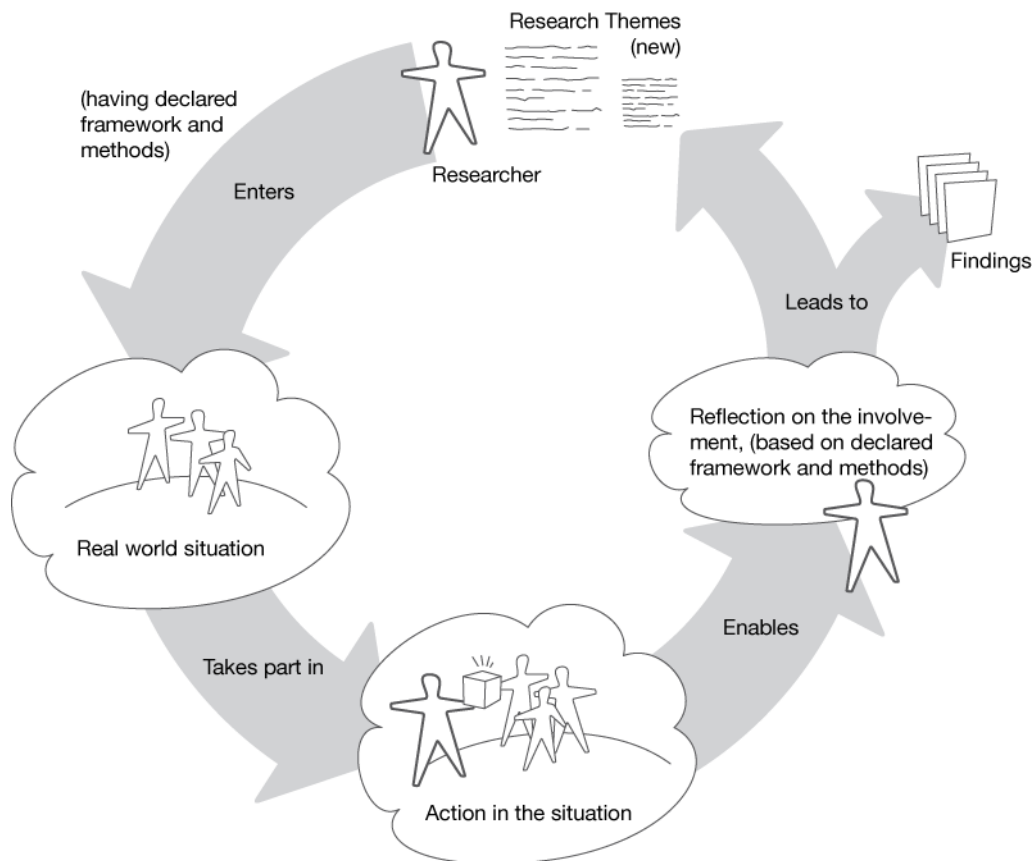 Research Themes
(new)
(having declared
framework and
methods)
Researcher
Enters
Findings
Leads to
Reflection on the involve-
ment, (based on declared
framework and methods)
Real world situation
Enables
Takes part in
Action in the situation